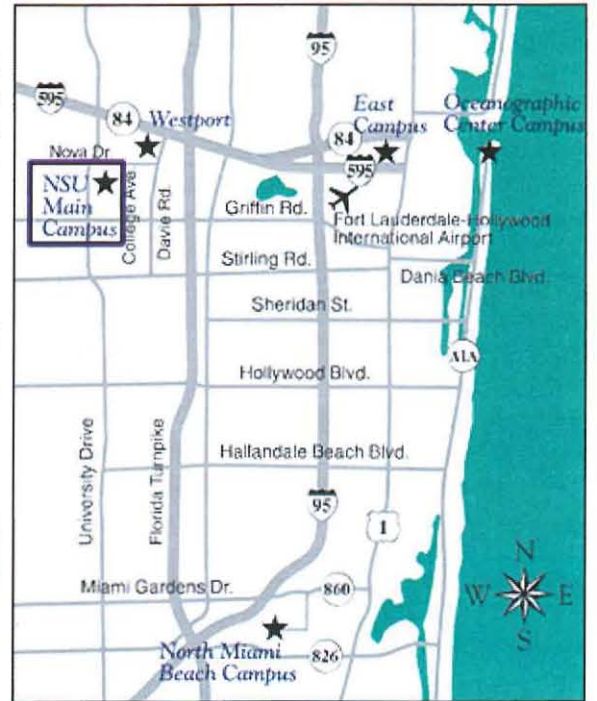 95
595
84
Westport
East
Campus
Oceanographic
Center Campus
84
Nova Dr.
595
NSU
Main
Campus
College Ave.
Davie Rd.
Griffin Rd.
Fort Lauderdale-Hollywood
International Airport
Stirling Rd.
Dania Beach Blvd.
Sheridan St.
A1A
Hollywood Blvd.
University Drive
Florida Turnpike
Hallandale Beach Blvd.
95
1
N
W
E
S
Miami Gardens Dr.
860
North Miami
Beach Campus
826